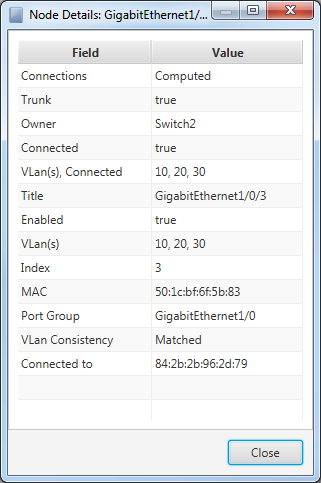 Node Details: GigabitEthernet1/...
Field Value
Connections Computed
Trunk true
Owner Switch2
Connected true
VLan(s), Connected 10, 20, 30
Title GigabitEthernet1/0/3
Enabled true
VLan(s) 10, 20, 30
Index 3
MAC 50:1c:bf:6f:5b:83
Port Group GigabitEthernet1/0
VLan Consistency Matched
Connected to 84:2b:2b:96:2d:79
Close